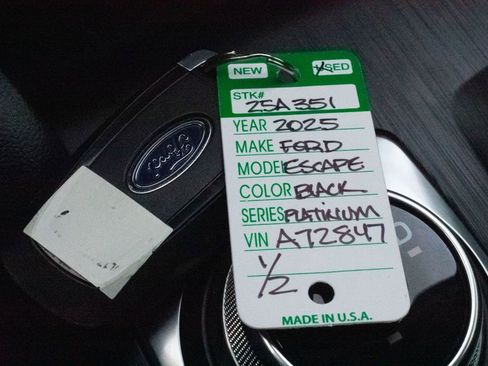 NEW USED
STK# 25A351
YEAR 2025
MAKE FORD
MODEL ESCAPE
COLOR BLACK
SERIES PLATINIUM
VIN A72847
1/2
MADE IN U.S.A.
Ford